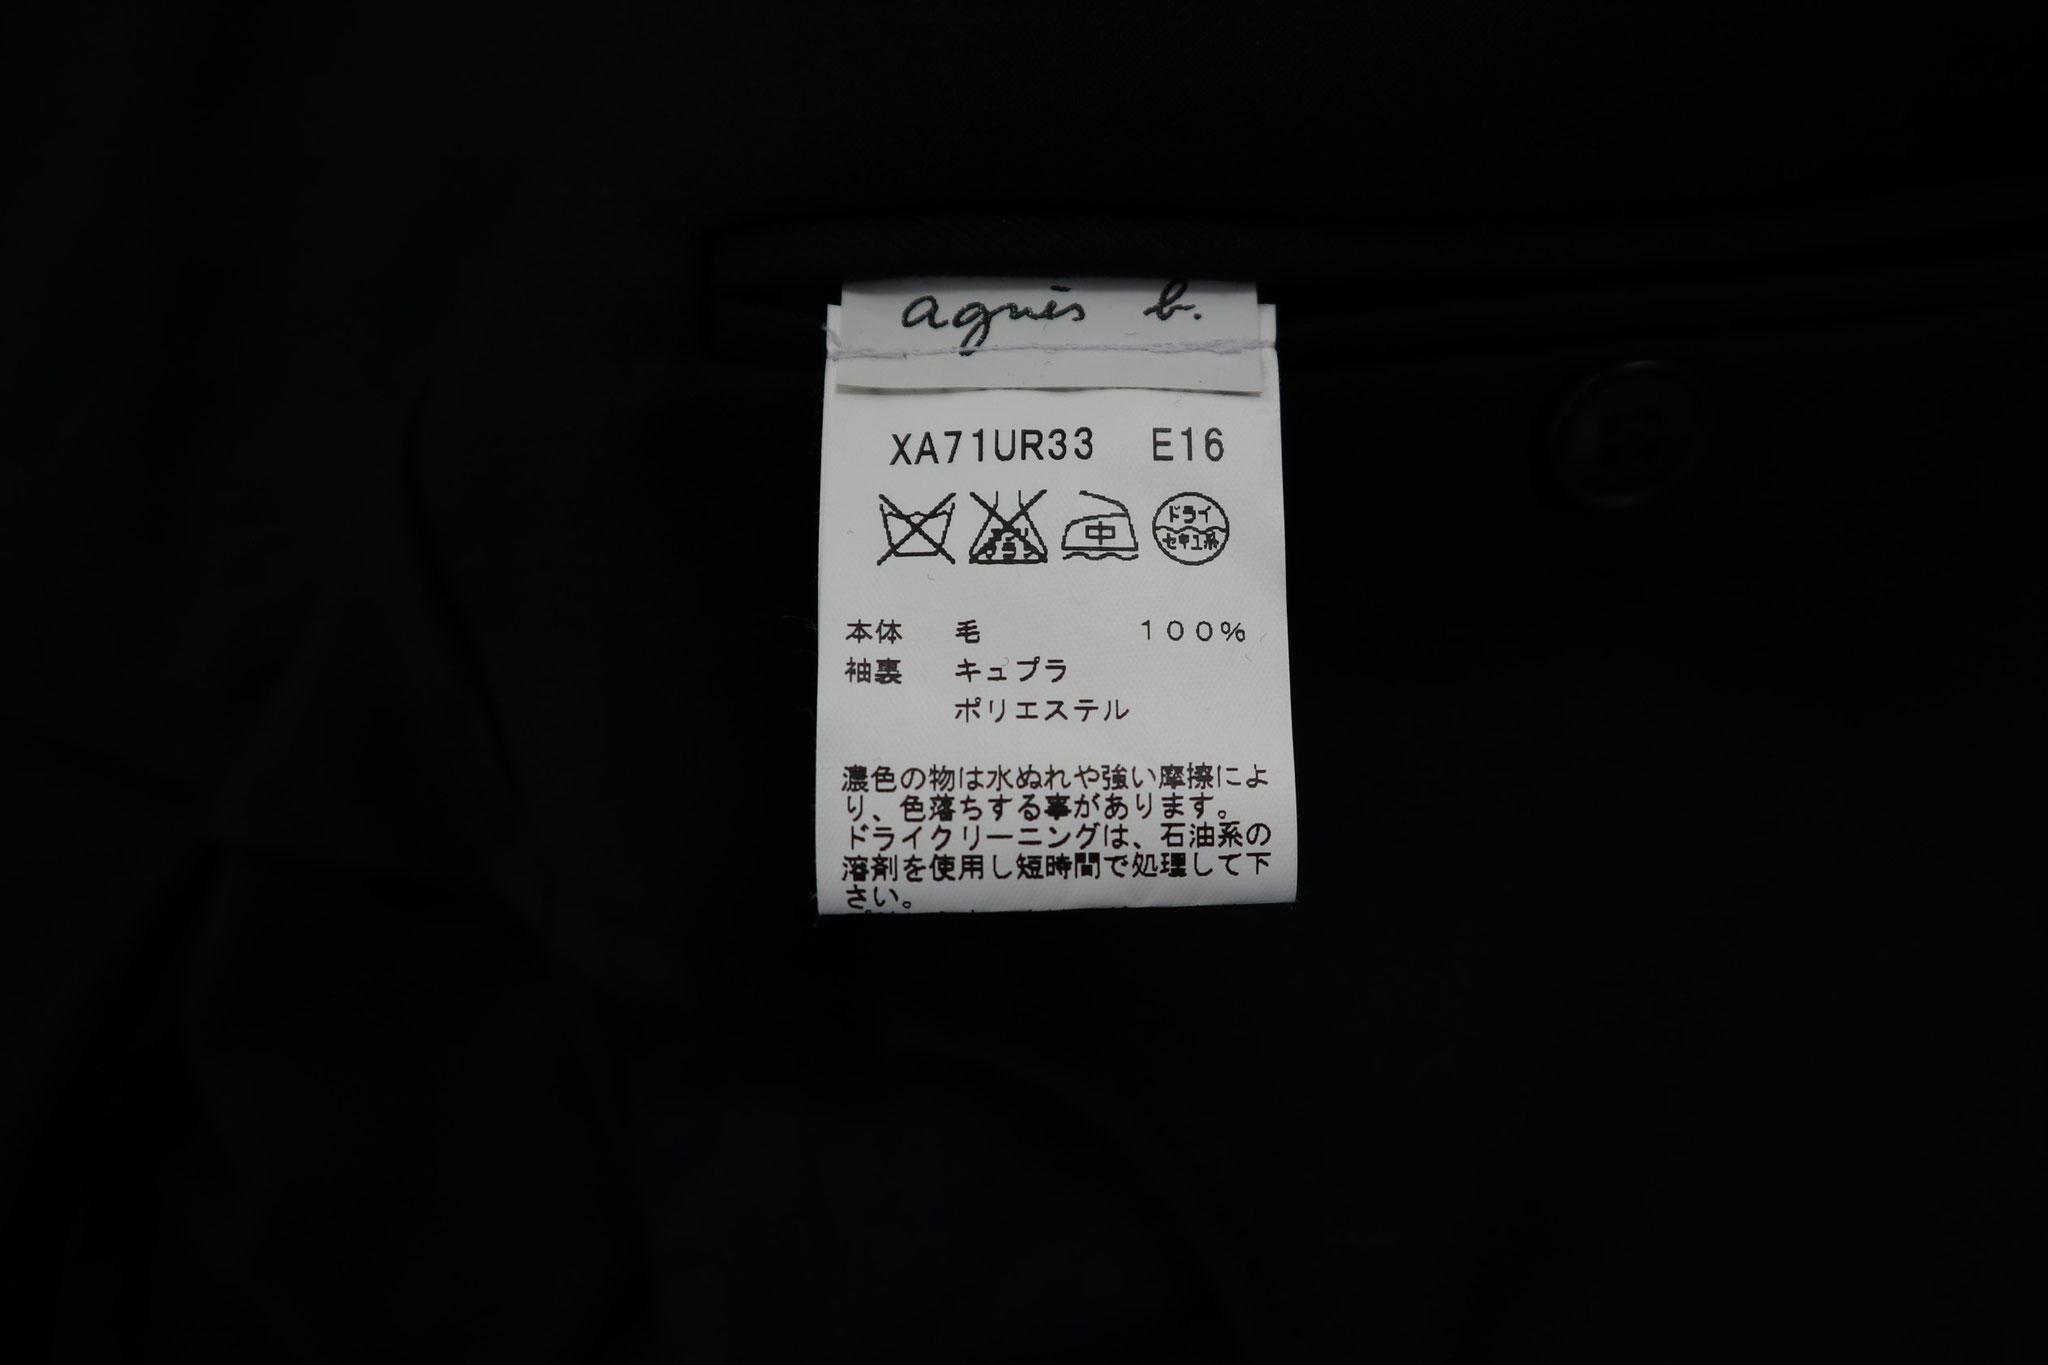 agnès b.
XA71UR33 E16
中 ドライ
セキユ系
本体 毛 100%
袖裏 キュプラ
ポリエステル
濃色の物は水ぬれや強い摩擦によ
り、色落ちする事があります。
ドライクリーニングは、石油系の
溶剤を使用し短時間で処理して下
さい。